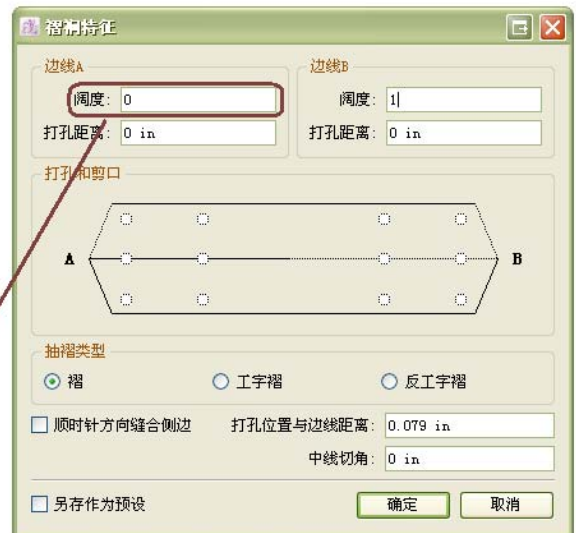 褶裥特征
边线A
阔度: 0
打孔距离: 0 in
边线B
阔度: 1
打孔距离: 0 in
打孔和剪口
A
B
抽褶类型
褶
工字褶
反工字褶
顺时针方向缝合侧边
打孔位置与边线距离: 0.079 in
中线切角: 0 in
另存作为预设
确定
取消